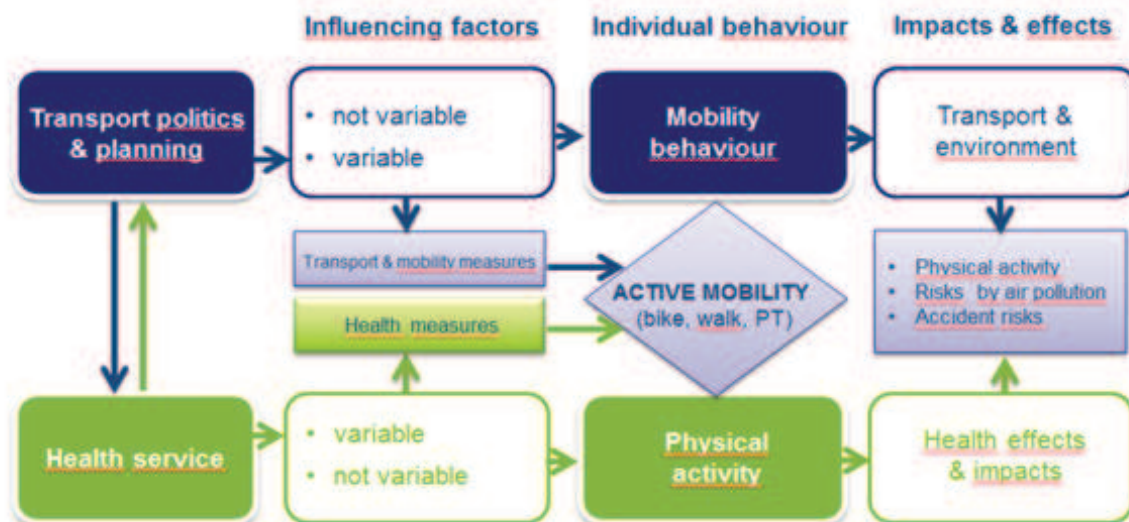 Influencing factors
Individual behaviour
Impacts & effects
Transport politics
& planning
• not variable
• variable
Mobility
behaviour
Transport &
environment
Transport & mobility measures
Health measures
ACTIVE MOBILITY
(bike, walk, PT)
• Physical activity
• Risks by air pollution
• Accident risks
Health service
• variable
• not variable
Physical
activity
Health effects
& impacts